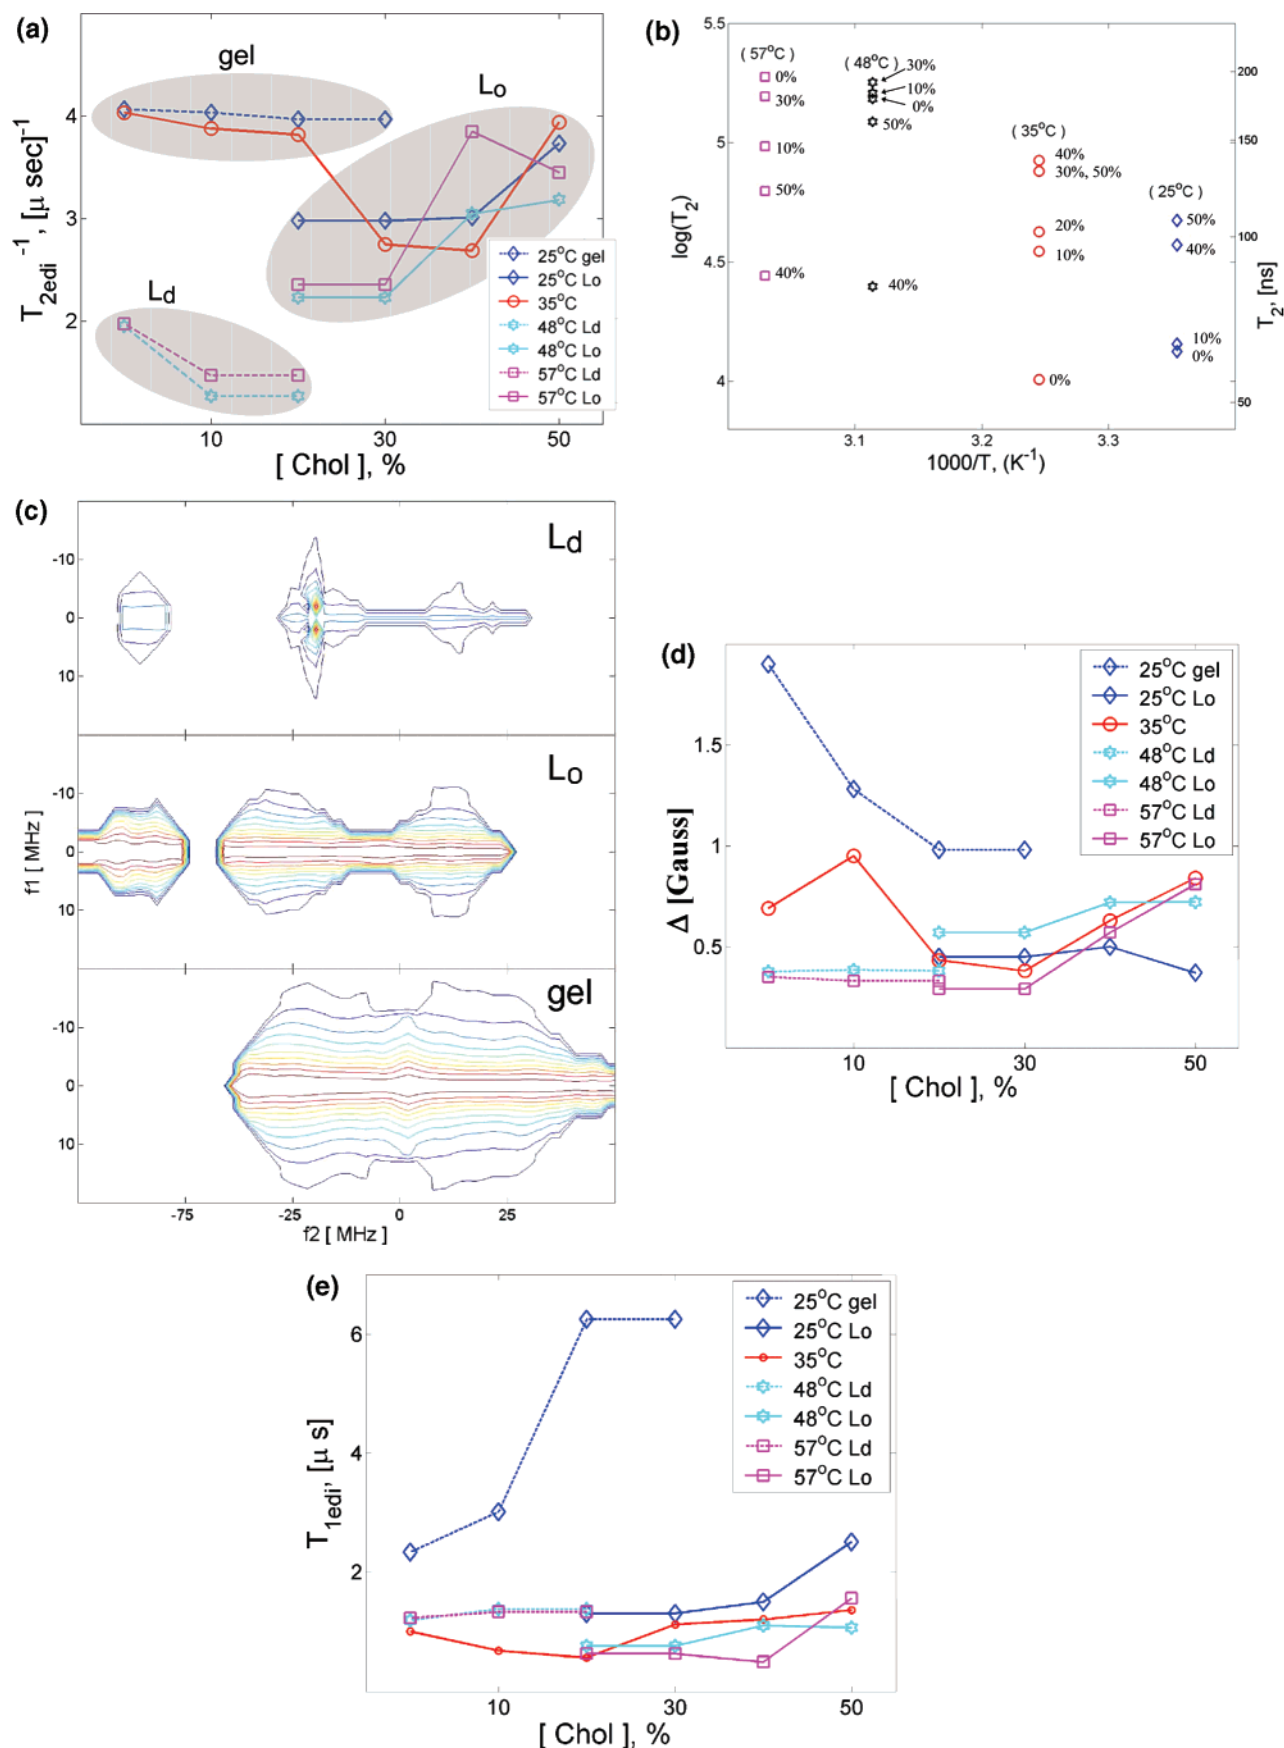 (a)
gel
Lo
Ld
4
3
2
T2edi-1, [μ sec]-1
10
30
50
[ Chol ], %
25°C gel
25°C Lo
35°C
48°C Ld
48°C Lo
57°C Ld
57°C Lo
(b)
5.5
5
4.5
4
log(T2)
( 57°C)
0%
30%
10%
50%
40%
( 48°C)
30%
10%
0%
50%
40%
( 35°C)
40%
30%, 50%
20%
10%
0%
( 25°C)
50%
40%
10%
0%
200
150
100
50
T2, [ns]
3.1
3.2
3.3
1000/T, (K-1)
(c)
Ld
-10
0
10
Lo
-10
0
10
f1 [ MHz]
gel
-10
0
10
-75
-25
0
25
f2 [ MHz]
(d)
1.5
1
0.5
Δ [Gauss]
10
30
50
[ Chol ], %
25°C gel
25°C Lo
35°C
48°C Ld
48°C Lo
57°C Ld
57°C Lo
(e)
6
4
2
T1edi, [μ s]
10
30
50
[ Chol ], %
25°C gel
25°C Lo
35°C
48°C Ld
48°C Lo
57°C Ld
57°C Lo